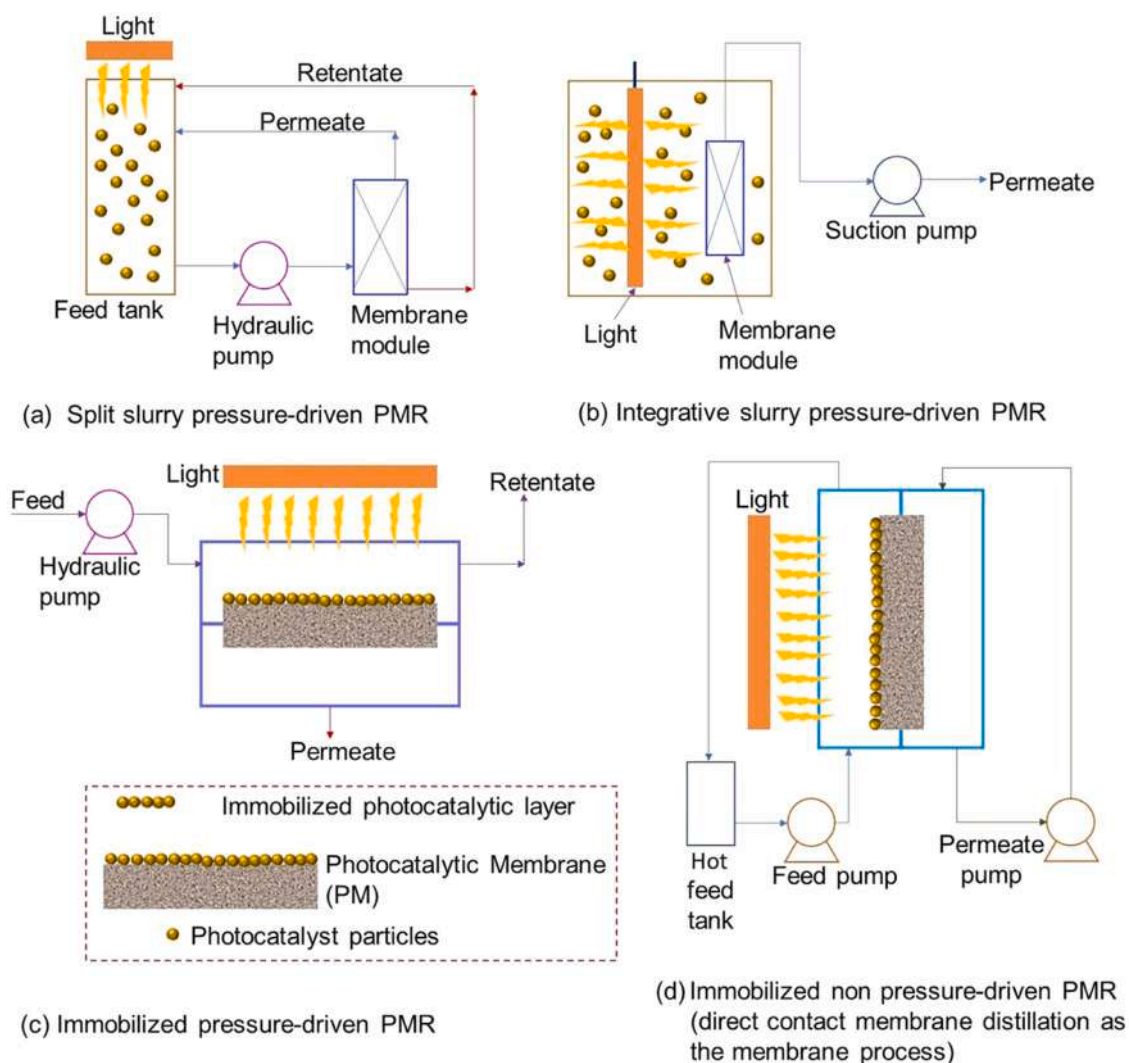 Light
Retentate
Permeate
Feed tank
Hydraulic
pump
Membrane
module
(a) Split slurry pressure-driven PMR
Permeate
Suction pump
Light
Membrane
module
(b) Integrative slurry pressure-driven PMR
Light
Feed
Hydraulic
pump
Retentate
Permeate
Immobilized photocatalytic layer
Photocatalytic Membrane
(PM)
Photocatalyst particles
(c) Immobilized pressure-driven PMR
Light
Hot
feed
tank
Feed pump
Permeate
pump
(d) Immobilized non pressure-driven PMR
(direct contact membrane distillation as
the membrane process)